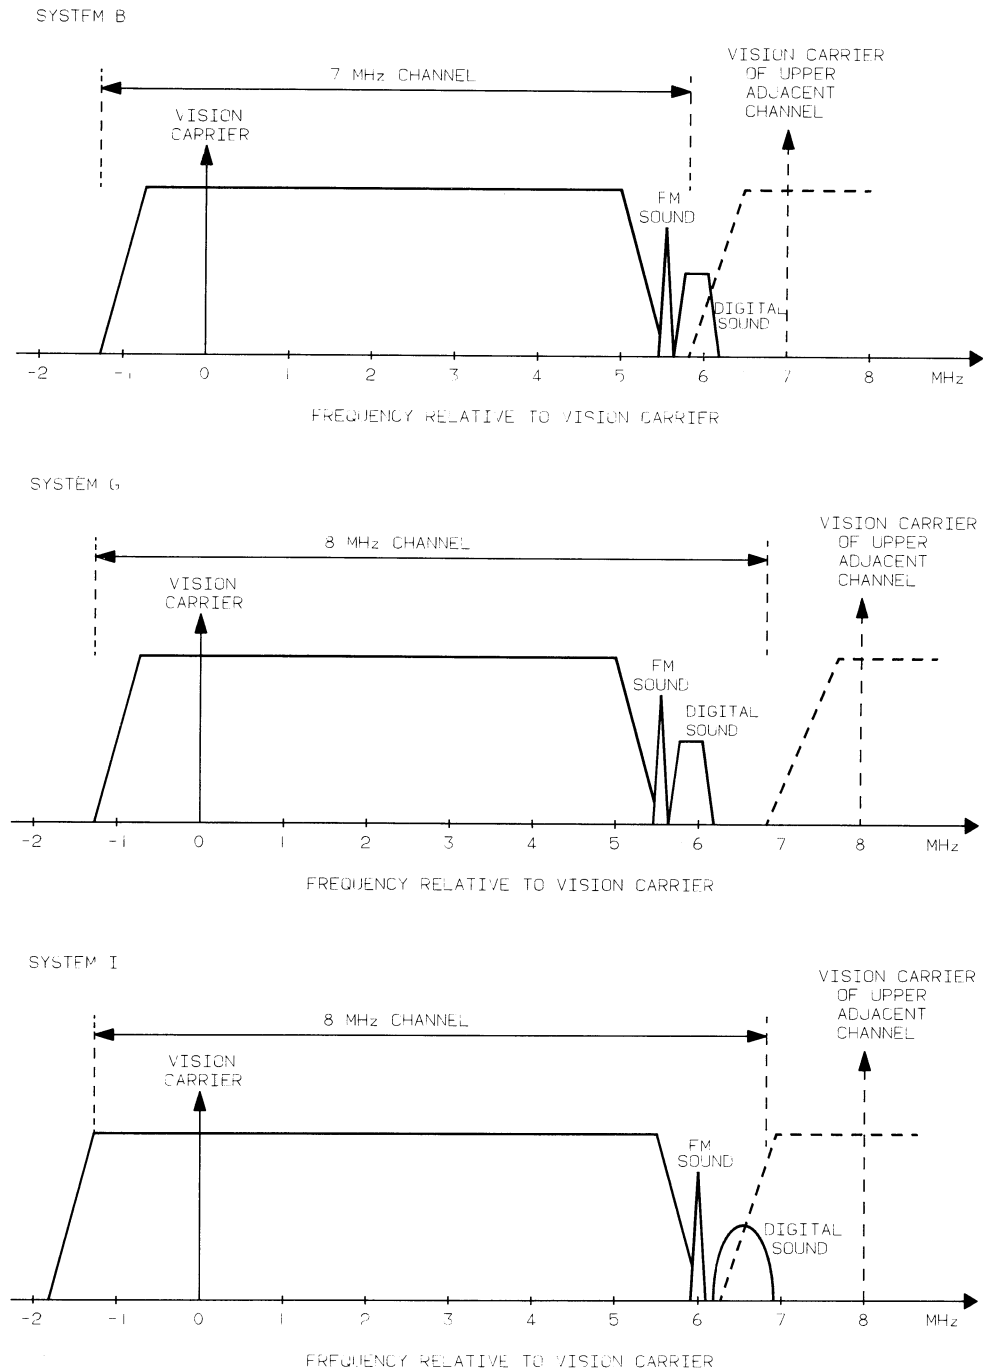 SYSTEM B
7 MHz CHANNEL
VISION CARRIER
OF UPPER
ADJACENT
CHANNEL
VISION
CARRIER
FM
SOUND
DIGITAL
SOUND
-2 -1 0 1 2 3 4 5 6 7 8 MHz
FREQUENCY RELATIVE TO VISION CARRIER
SYSTEM G
8 MHz CHANNEL
VISION CARRIER
OF UPPER
ADJACENT
CHANNEL
VISION
CARRIER
FM
SOUND
DIGITAL
SOUND
-2 -1 0 1 2 3 4 5 6 7 8 MHz
FREQUENCY RELATIVE TO VISION CARRIER
SYSTEM I
8 MHz CHANNEL
VISION CARRIER
OF UPPER
ADJACENT
CHANNEL
VISION
CARRIER
FM
SOUND
DIGITAL
SOUND
-2 -1 0 1 2 3 4 5 6 7 8 MHz
FREQUENCY RELATIVE TO VISION CARRIER